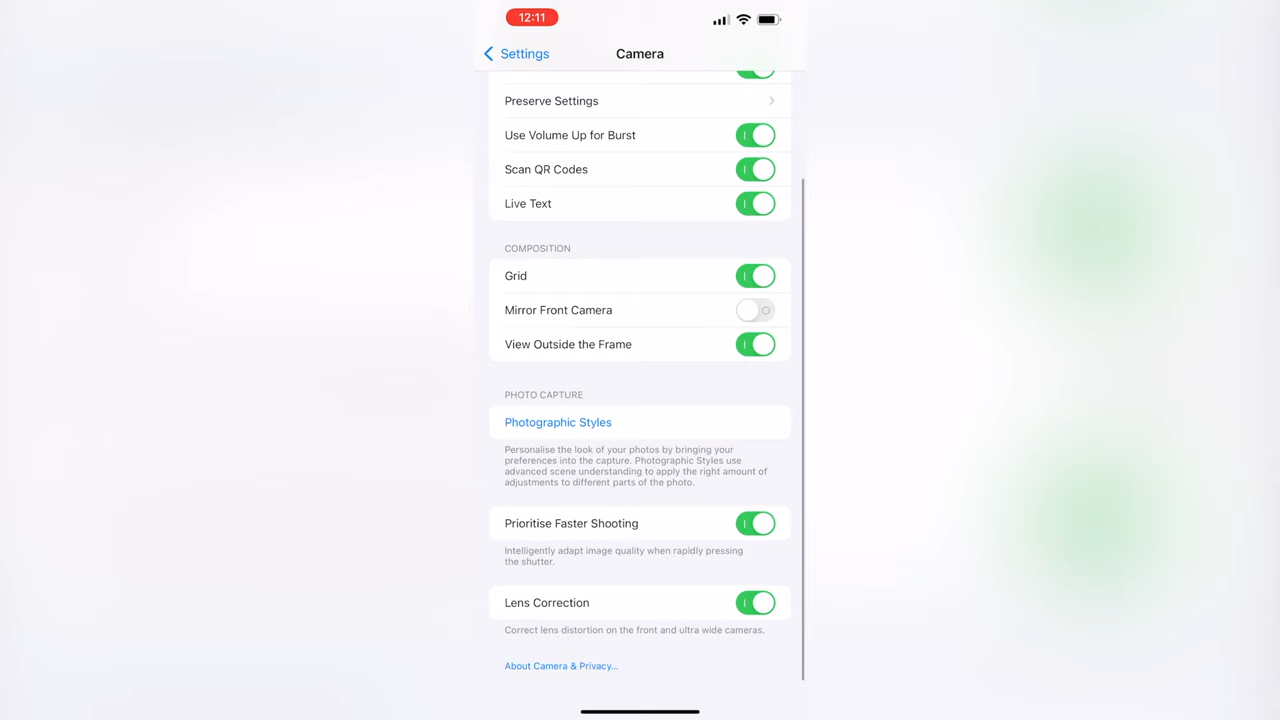 12:11
Settings
Camera
Preserve Settings
Use Volume Up for Burst
Scan QR Codes
Live Text
COMPOSITION
Grid
Mirror Front Camera
View Outside the Frame
PHOTO CAPTURE
Photographic Styles
Personalise the look of your photos by bringing your
preferences into the capture. Photographic Styles use
advanced scene understanding to apply the right amount of
adjustments to different parts of the photo.
Prioritise Faster Shooting
Intelligently adapt image quality when rapidly pressing
the shutter.
Lens Correction
Correct lens distortion on the front and ultra wide cameras.
About Camera & Privacy...